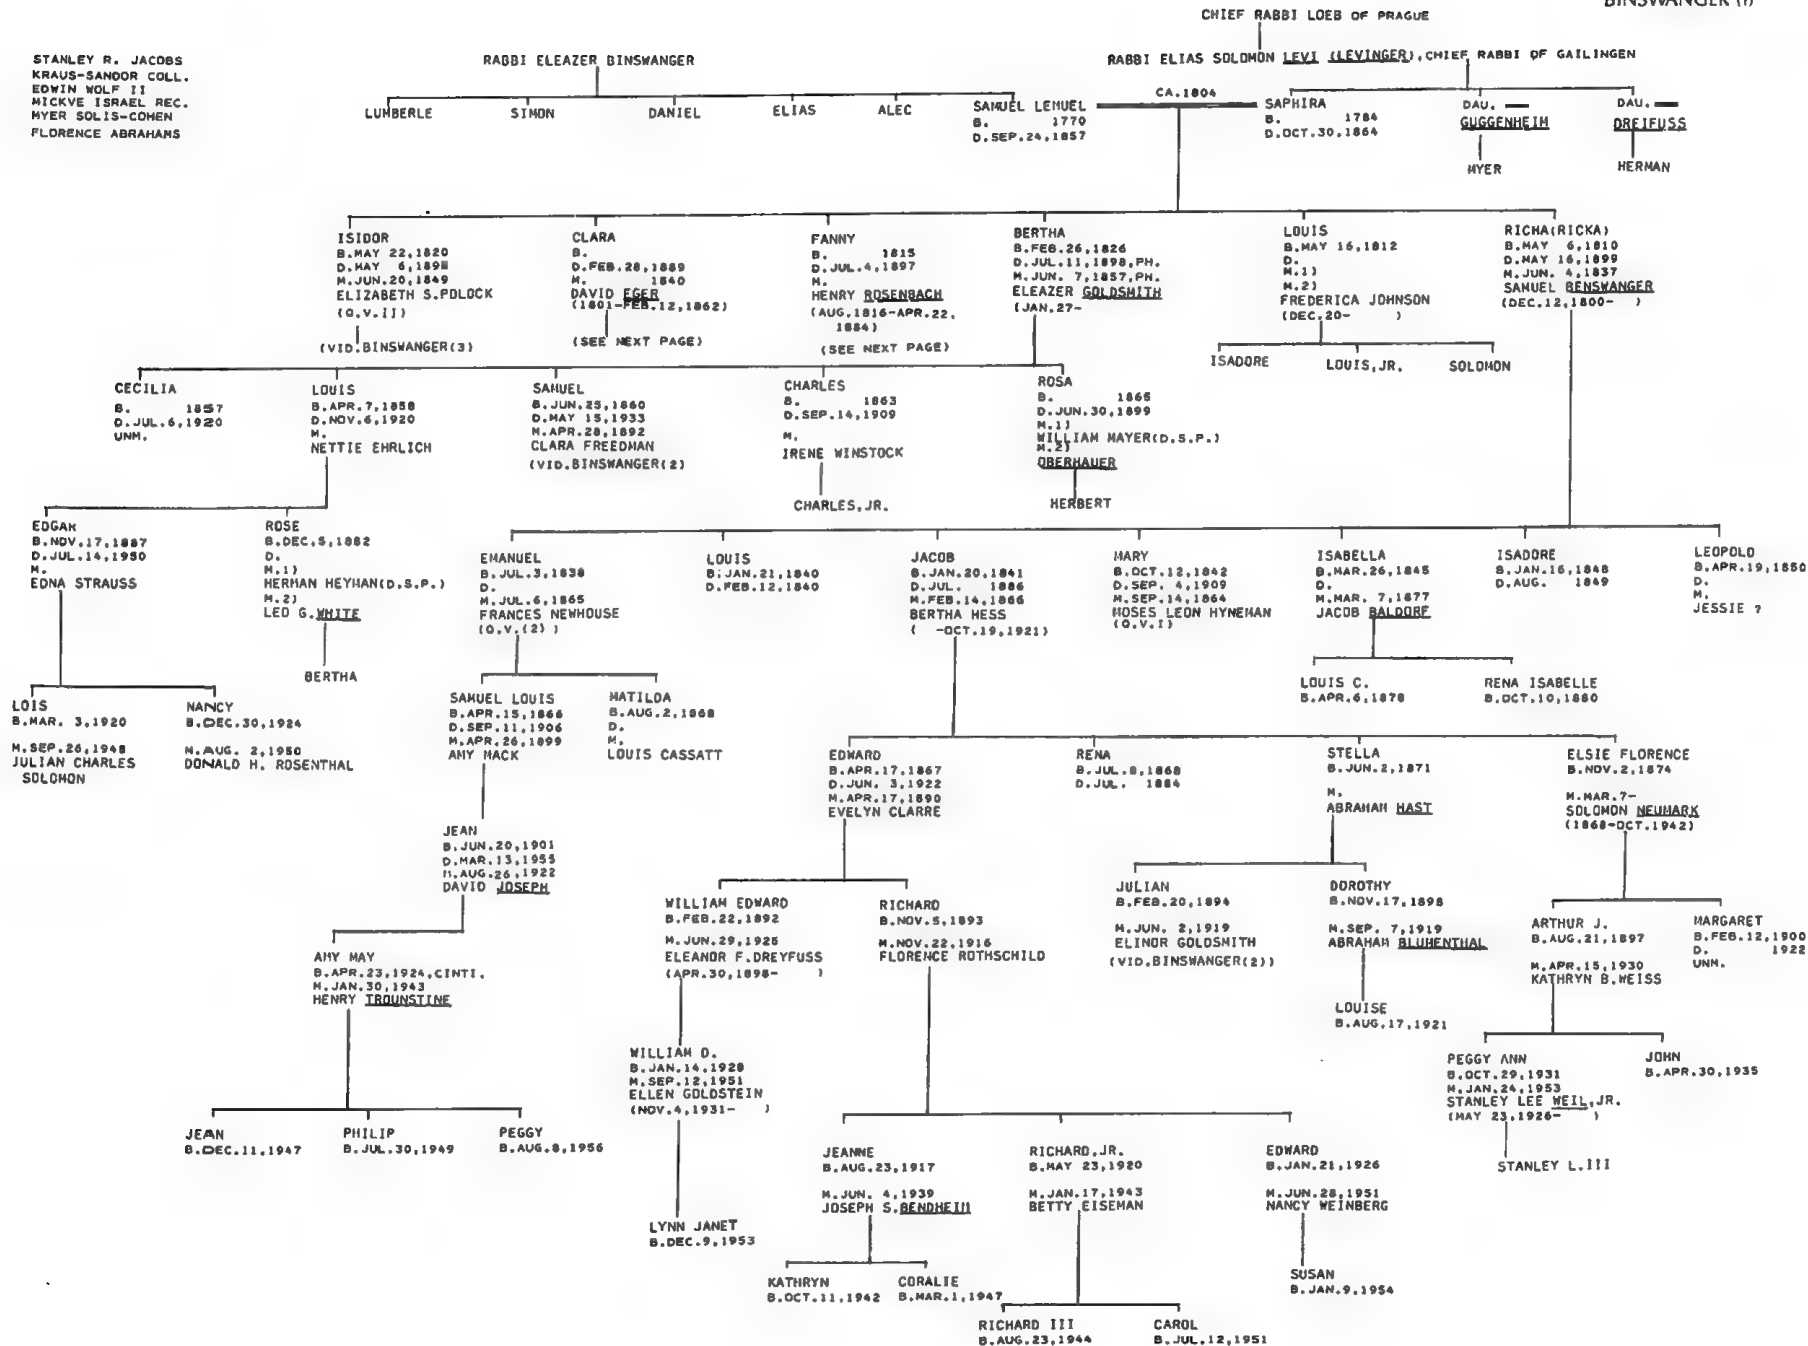 BINSWANGER (1)
STANLEY R. JACOBS
KRAUS-SANDOR COLL.
EDWIN WOLF II
MICKVE ISRAEL REC.
MYER SOLIS-COHEN
FLORENCE ABRAHAMS
CHIEF RABBI LOEB OF PRAGUE
RABBI ELEAZER BINSWANGER
RABBI ELIAS SOLOMON LEVI (LEVINGER),CHIEF RABBI OF GAILINGEN
LUMBERLE
SIMON
DANIEL
ELIAS
ALEC
SAMUEL LEMUEL
B. 1770
D.SEP.24,1857
CA.1804
SAPHIRA
B. 1784
D.OCT.30,1864
DAU.
GUGGENHEIM
MYER
DAU.
DREIFUSS
HERMAN
ISIDOR
B.MAY 22,1820
D.MAY 6,189
M.JUN.20,1849
ELIZABETH S.POLOCK
(Q.V.II)
(VID.BINSWANGER(3)
CLARA
B.
D.FEB.28,1889
M. 1840
DAVID EGER
(1801-FEB.12,1862)
(SEE NEXT PAGE)
FANNY
B. 1815
D.JUL.4,1897
M.
HENRY ROSENBACH
(AUG.1816-APR.22,
1884)
(SEE NEXT PAGE)
BERTHA
B.FEB.26,1826
D.JUL.11,1898,PH.
M.JUN. 7,1857,PH.
ELEAZER GOLDSMITH
(JAN.27-
LOUIS
B.MAY 16,1812
D.
M.1)
M.2)
FREDERICA JOHNSON
(DEC.20- )
RICHA(RICKA)
B.MAY 6,1810
D.MAY 16,1899
M.JUN. 4,1837
SAMUEL BENSWANGER
(DEC.12,1800- )
ISADORE
LOUIS,JR.
SOLOMON
CECILIA
B. 1857
D.JUL.6,1920
UNM.
LOUIS
B.APR.7,1858
D.NOV.6,1920
M.
NETTIE EHRLICH
SAMUEL
B.JUN.25,1860
D.MAY 15,1933
M.APR.28,1892
CLARA FREEDMAN
(VID.BINSWANGER(2)
CHARLES
B. 1863
D.SEP.14,1909
M.
IRENE WINSTOCK
CHARLES,JR.
ROSA
B. 1865
D.JUN.30,1899
M.1)
WILLIAM MAYER(D.S.P.)
M.2)
OBERHAUER
HERBERT
EDGAR
B.NOV.17,1887
D.JUL.14,1950
M.
EDNA STRAUSS
ROSE
B.DEC.5,1882
D.
M.1)
HERMAN HEYMAN(D.S.P.)
M.2)
LEO G.WHITE
BERTHA
EMANUEL
B.JUL.3,1838
D.
M.JUL.6,1865
FRANCES NEWHOUSE
(Q.V.(2))
LOUIS
B.JAN.21,1840
D.FEB.12,1840
JACOB
B.JAN.20,1841
D.JUL. 1886
M.FEB.14,1866
BERTHA HESS
( -OCT.19,1921)
MARY
B.OCT.12,1842
D.SEP. 4,1909
M.SEP.14,1864
MOSES LEON HYNEMAN
(Q.V.I)
ISABELLA
B.MAR.26,1845
D.
M.MAR. 7,1877
JACOB BALDORF
ISADORE
B.JAN.16,1848
D.AUG. 1849
LEOPOLD
B.APR.19,1850
D.
M.
JESSIE ?
LOUIS C.
B.APR.6,1878
RENA ISABELLE
B.OCT.10,1880
LOIS
B.MAR. 3,1920
M.SEP.26,1948
JULIAN CHARLES
SOLOMON
NANCY
B.DEC.30,1924
M.AUG. 2,1950
DONALD H. ROSENTHAL
SAMUEL LOUIS
B.APR.15,1866
D.SEP.11,1906
M.APR.26,1899
AMY MACK
MATILDA
B.AUG.2,1868
D.
M.
LOUIS CASSATT
EDWARD
B.APR.17,1867
D.JUN. 3,1922
M.APR.17,1890
EVELYN CLARRE
RENA
B.JUL.8,1868
D.JUL. 1884
STELLA
B.JUN.2,1871
M.
ABRAHAM HAST
ELSIE FLORENCE
B.NOV.2,1874
M.MAR.7-
SOLOMON NEUMARK
(1868-OCT.1942)
JEAN
B.JUN.20,1901
D.MAR.13,1955
M.AUG.26,1922
DAVID JOSEPH
WILLIAM EDWARD
B.FEB.22,1892
M.JUN.29,1925
ELEANOR F.DREYFUSS
(APR.30,1898- )
RICHARD
B.NOV.5,1893
M.NOV.22,1916
FLORENCE ROTHSCHILD
JULIAN
B.FEB.20,1894
M.JUN. 2,1919
ELINOR GOLDSMITH
(VID.BINSWANGER(2))
DOROTHY
B.NOV.17,1898
M.SEP. 7,1919
ABRAHAM BLUMENTHAL
LOUISE
B.AUG.17,1921
ARTHUR J.
B.AUG.21,1897
M.APR.15,1930
KATHRYN B.WEISS
MARGARET
B.FEB.12,1900
D. 1922
UNM.
AMY MAY
B.APR.23,1924,CINTI.
M.JAN.30,1943
HENRY TROUNSTINE
WILLIAM D.
B.JAN.14,1928
M.SEP.12,1951
ELLEN GOLDSTEIN
(NOV.4,1931- )
PEGGY ANN
B.OCT.29,1931
M.JAN.24,1953
STANLEY LEE WEIL,JR.
(MAY 23,1926- )
JOHN
B.APR.30,1935
STANLEY L.III
JEAN
B.DEC.11,1947
PHILIP
B.JUL.30,1949
PEGGY
B.AUG.8,1956
LYNN JANET
B.DEC.9,1953
JEANNE
B.AUG.23,1917
M.JUN. 4,1939
JOSEPH S.BENDHEIM
RICHARD,JR.
B.MAY 23,1920
M.JAN.17,1943
BETTY EISEMAN
EDWARD
B.JAN.21,1926
M.JUN.28,1951
NANCY WEINBERG
KATHRYN
B.OCT.11,1942
CORALIE
B.MAR.1,1947
SUSAN
B.JAN.9,1954
RICHARD III
B.AUG.23,1944
CAROL
B.JUL.12,1951